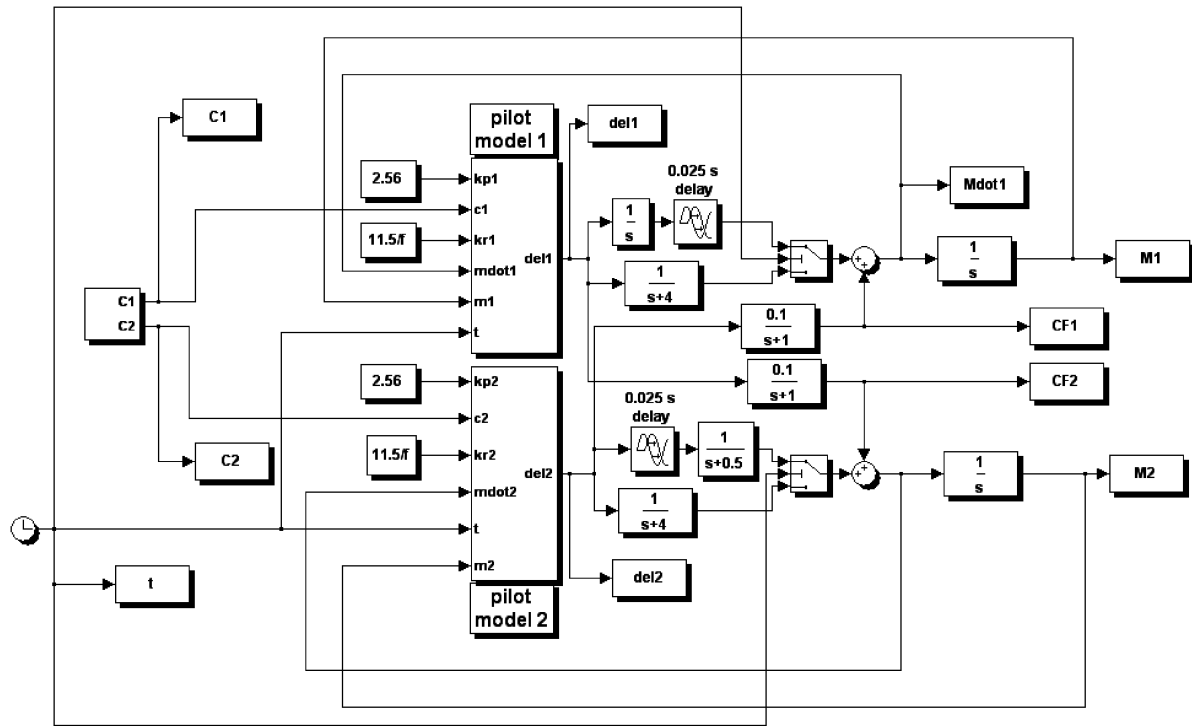 C1
pilot
model 1
del1
2.56
kp1
0.025 s
delay
Mdot1
c1
11.5/f
kr1
1
s
mdot1
del1
1
s
M1
1
s+4
C1
m1
C2
t
0.1
s+1
CF1
2.56
kp2
0.1
s+1
CF2
c2
0.025 s
delay
C2
11.5/f
kr2
1
s+0.5
del2
1
s
M2
mdot2
1
s+4
t
m2
t
del2
pilot
model 2